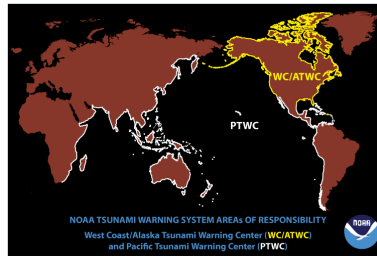 WC/ATWC
PTWC
NOAA TSUNAMI WARNING SYSTEM AREAs OF RESPONSIBILITY
NOAA
West Coast/Alaska Tsunami Warning Center (WC/ATWC)
and Pacific Tsunami Warning Center (PTWC)